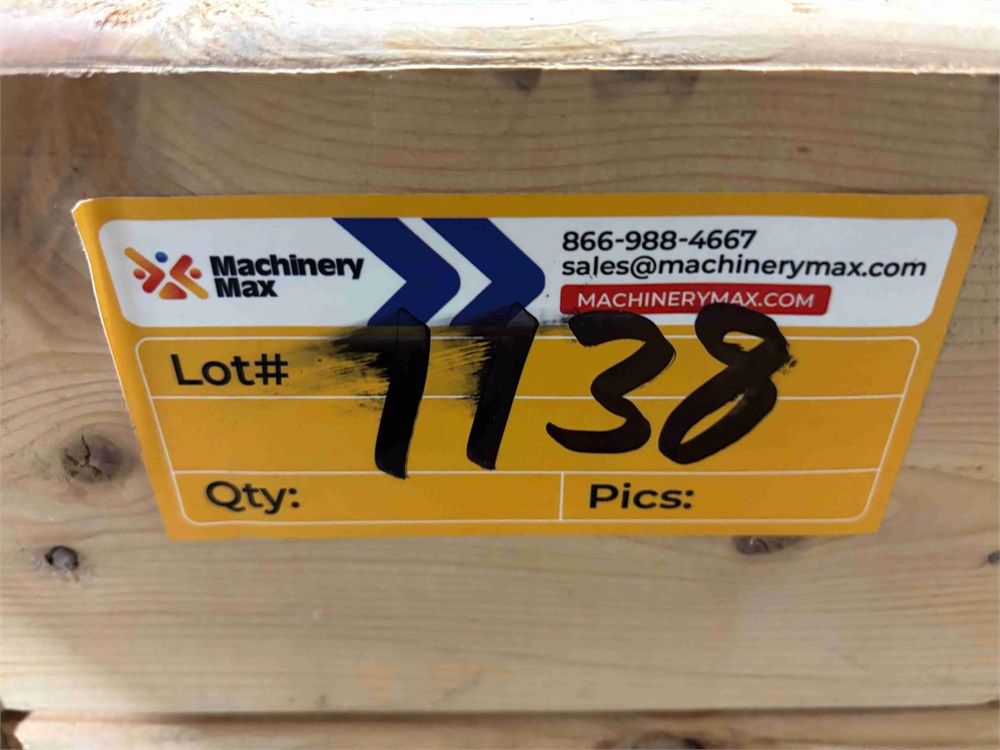 Machinery
Max
866-988-4667
sales@machinerymax.com
MACHINERYMAX.COM
Lot# 1138
Qty:
Pics: